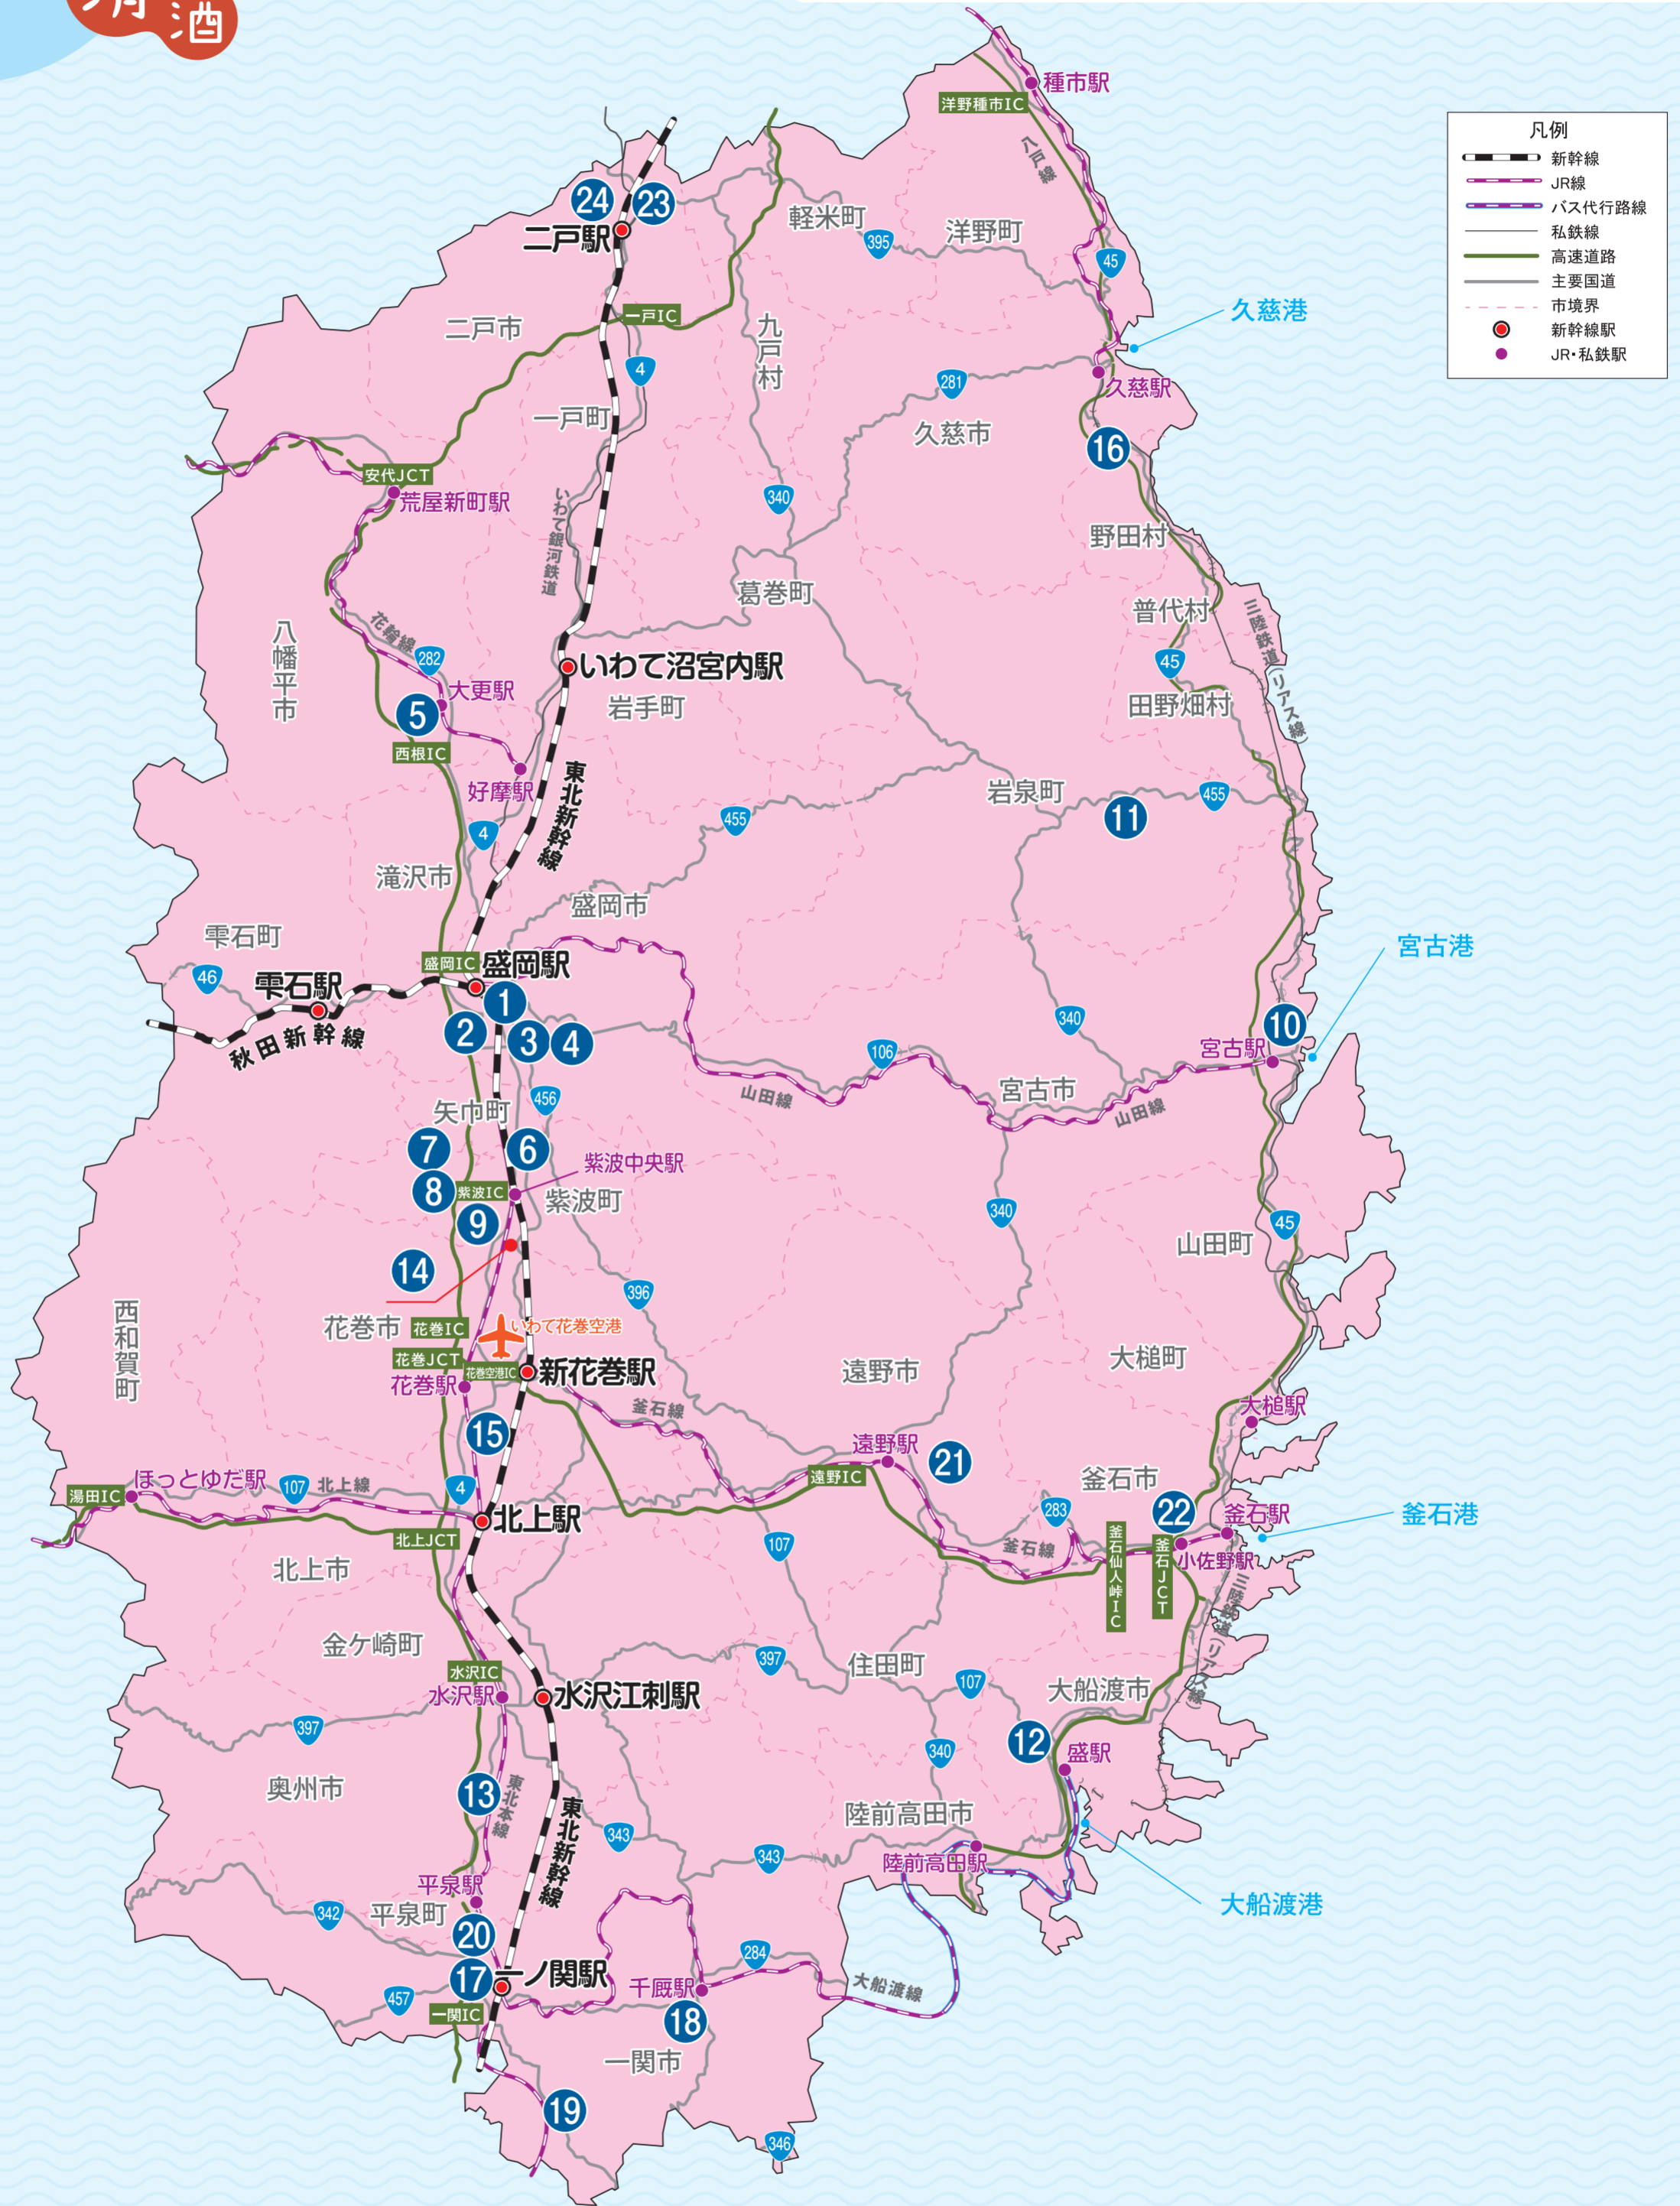 酒
凡例
新幹線
JR線
バス代行路線
私鉄線
高速道路
主要国道
市境界
新幹線駅
JR・私鉄駅
種市駅
洋野種市IC
八戸線
24
23
二戸駅
軽米町
395
洋野町
45
久慈港
一戸IC
二戸市
九戸村
4
281
久慈駅
一戸町
久慈市
16
安代JCT
荒屋新町駅
いわて銀河鉄道
340
野田村
葛巻町
普代村
三陸鉄道(リアス線)
花輪線
八幡平市
282
いわて沼宮内駅
45
大更駅
5
岩手町
田野畑村
西根IC
好摩駅
東北新幹線
岩泉町
455
455
11
4
滝沢市
盛岡市
雫石町
宮古港
盛岡IC
盛岡駅
46
雫石駅
秋田新幹線
1
2
3
4
340
10
宮古駅
106
山田線
宮古市
山田線
456
矢巾町
7
6
紫波中央駅
8
紫波IC
紫波町
9
340
45
山田町
14
396
西和賀町
花巻市
花巻IC
いわて花巻空港
花巻JCT
花巻空港IC
新花巻駅
花巻駅
遠野市
大槌町
釜石線
大槌駅
15
遠野駅
21
遠野IC
ほっとゆだ駅
湯田IC
107
北上線
4
釜石市
283
22
釜石駅
釜石港
北上駅
北上JCT
107
釜石線
釜石仙人峠IC
釜石JCT
小佐野駅
三陸鉄道(リアス線)
北上市
金ケ崎町
397
住田町
水沢IC
107
大船渡市
水沢駅
水沢江刺駅
397
12
盛駅
340
奥州市
13
東北本線
東北新幹線
343
陸前高田市
343
陸前高田駅
平泉駅
342
平泉町
大船渡港
20
284
17
一ノ関駅
千厩駅
大船渡線
457
一関IC
18
一関市
19
346